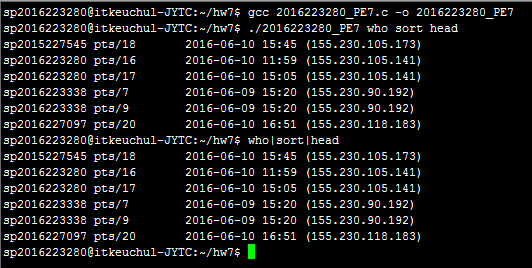 sp2016223280@itkeuchul-JYTC:~/hw7$ gcc 2016223280_PE7.c -o 2016223280_PE7
sp2016223280@itkeuchul-JYTC:~/hw7$ ./2016223280_PE7 who sort head
sp2015227545 pts/18       2016-06-10 15:45 (155.230.105.173)
sp2016223280 pts/16       2016-06-10 11:59 (155.230.105.141)
sp2016223280 pts/17       2016-06-10 15:05 (155.230.105.141)
sp2016223338 pts/7        2016-06-09 15:20 (155.230.90.192)
sp2016223338 pts/9        2016-06-09 15:20 (155.230.90.192)
sp2016227097 pts/20       2016-06-10 16:51 (155.230.118.183)
sp2016223280@itkeuchul-JYTC:~/hw7$ who|sort|head
sp2015227545 pts/18       2016-06-10 15:45 (155.230.105.173)
sp2016223280 pts/16       2016-06-10 11:59 (155.230.105.141)
sp2016223280 pts/17       2016-06-10 15:05 (155.230.105.141)
sp2016223338 pts/7        2016-06-09 15:20 (155.230.90.192)
sp2016223338 pts/9        2016-06-09 15:20 (155.230.90.192)
sp2016227097 pts/20       2016-06-10 16:51 (155.230.118.183)
sp2016223280@itkeuchul-JYTC:~/hw7$